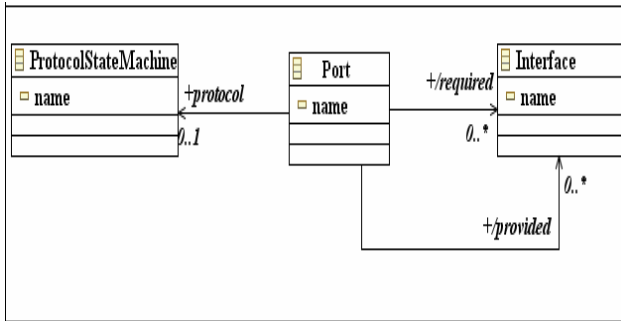 ProtocolStateMachine
name
+protocol
0..1
Port
name
+/required
0..*
Interface
name
0..*
+/provided